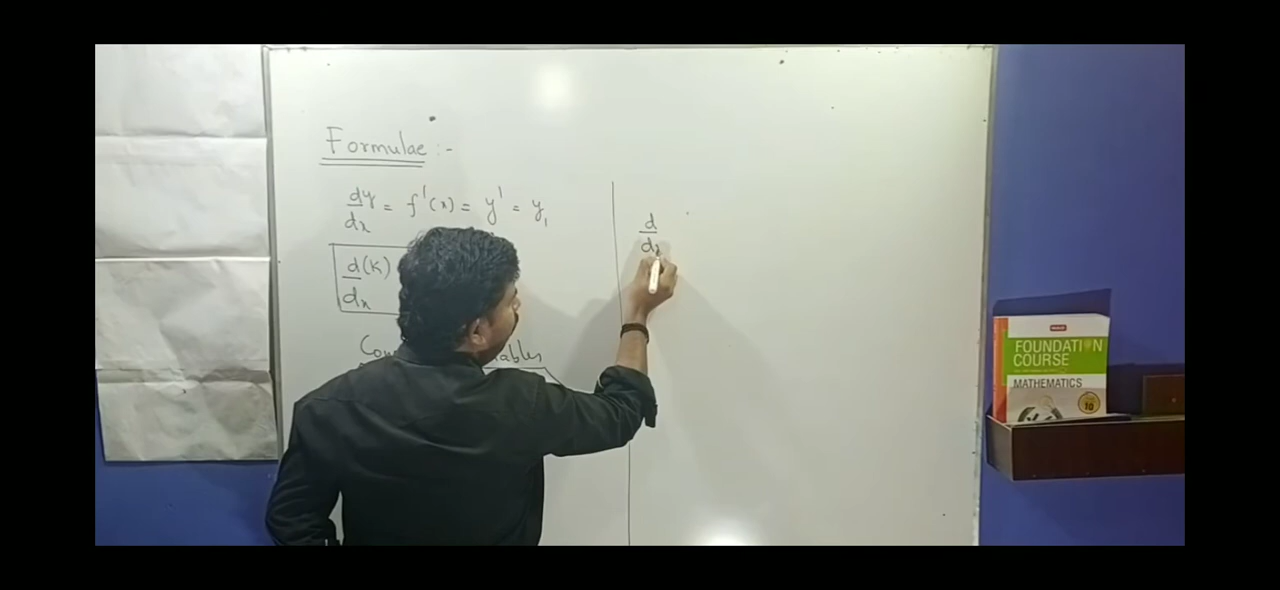 Formulae :-
dy/dx = f'(x) = y' = y₁
d/dx (K)
d/dx
FOUNDATION
COURSE
MATHEMATICS
10